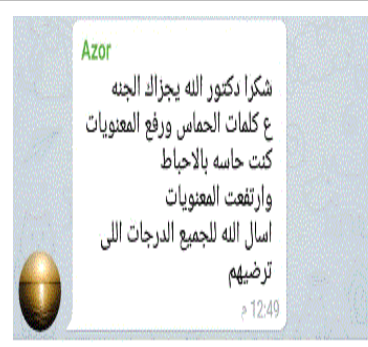 Azor
شكرا دكتور الله يجزاك الجنه
ع كلمات الحماس ورفع المعنويات
كنت حاسه بالاحباط
وارتفعت المعنويات
اسال الله للجميع الدرجات اللى
ترضيهم
12:49 م